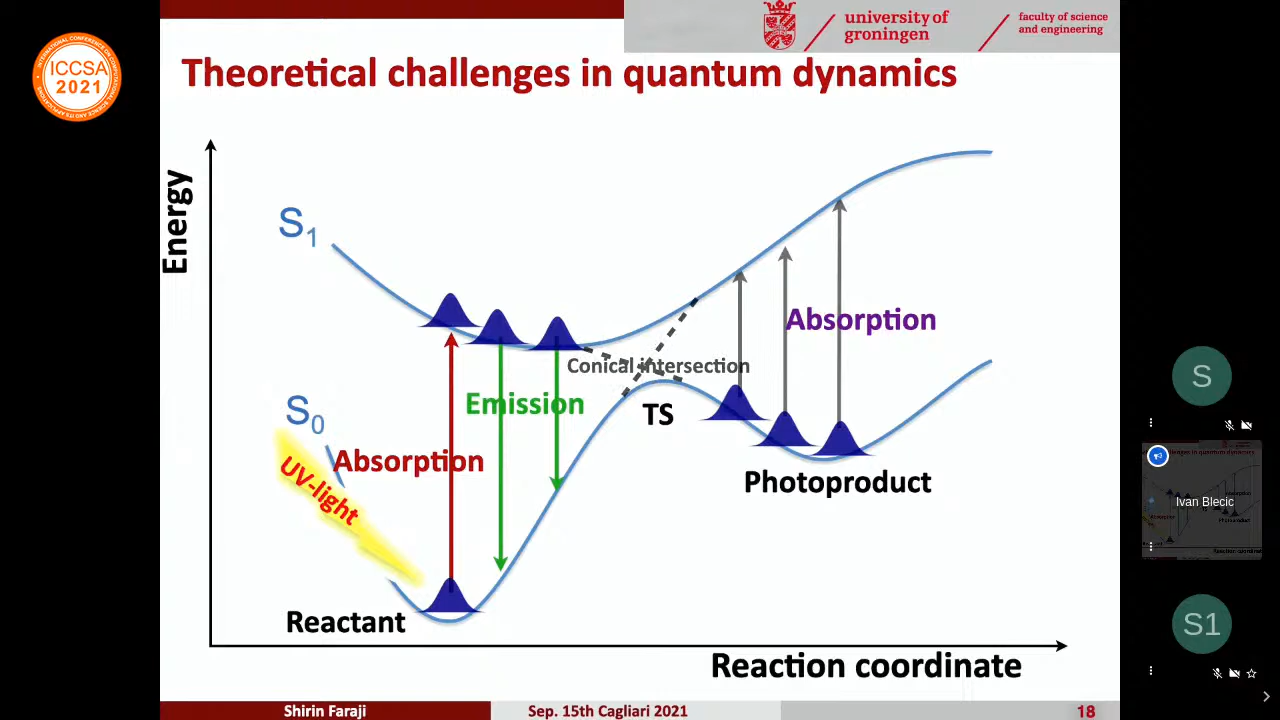 university of
groningen
faculty of science
and engineering
ICCSA
2021
Theoretical challenges in quantum dynamics
Energy
S1
S0
UV-light
Absorption
Emission
Conical intersection
TS
Absorption
Photoproduct
Reactant
Reaction coordinate
Shirin Faraji
Sep. 15th Cagliari 2021
18
S
Ivan Blecic
S1